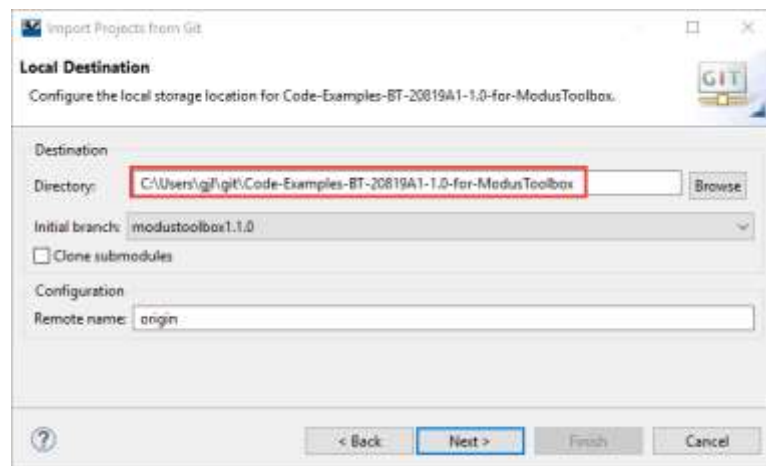 Import Projects from Git
Local Destination
Configure the local storage location for Code-Examples-BT-20819A1-1.0-for-ModusToolbox.
GIT
Destination
Directory: C:\Users\gjl\git\Code-Examples-BT-20819A1-1.0-for-ModusToolbox Browse
Initial branch: modustoolbox1.1.0
Clone submodules
Configuration
Remote name: origin
? < Back Next > Finish Cancel